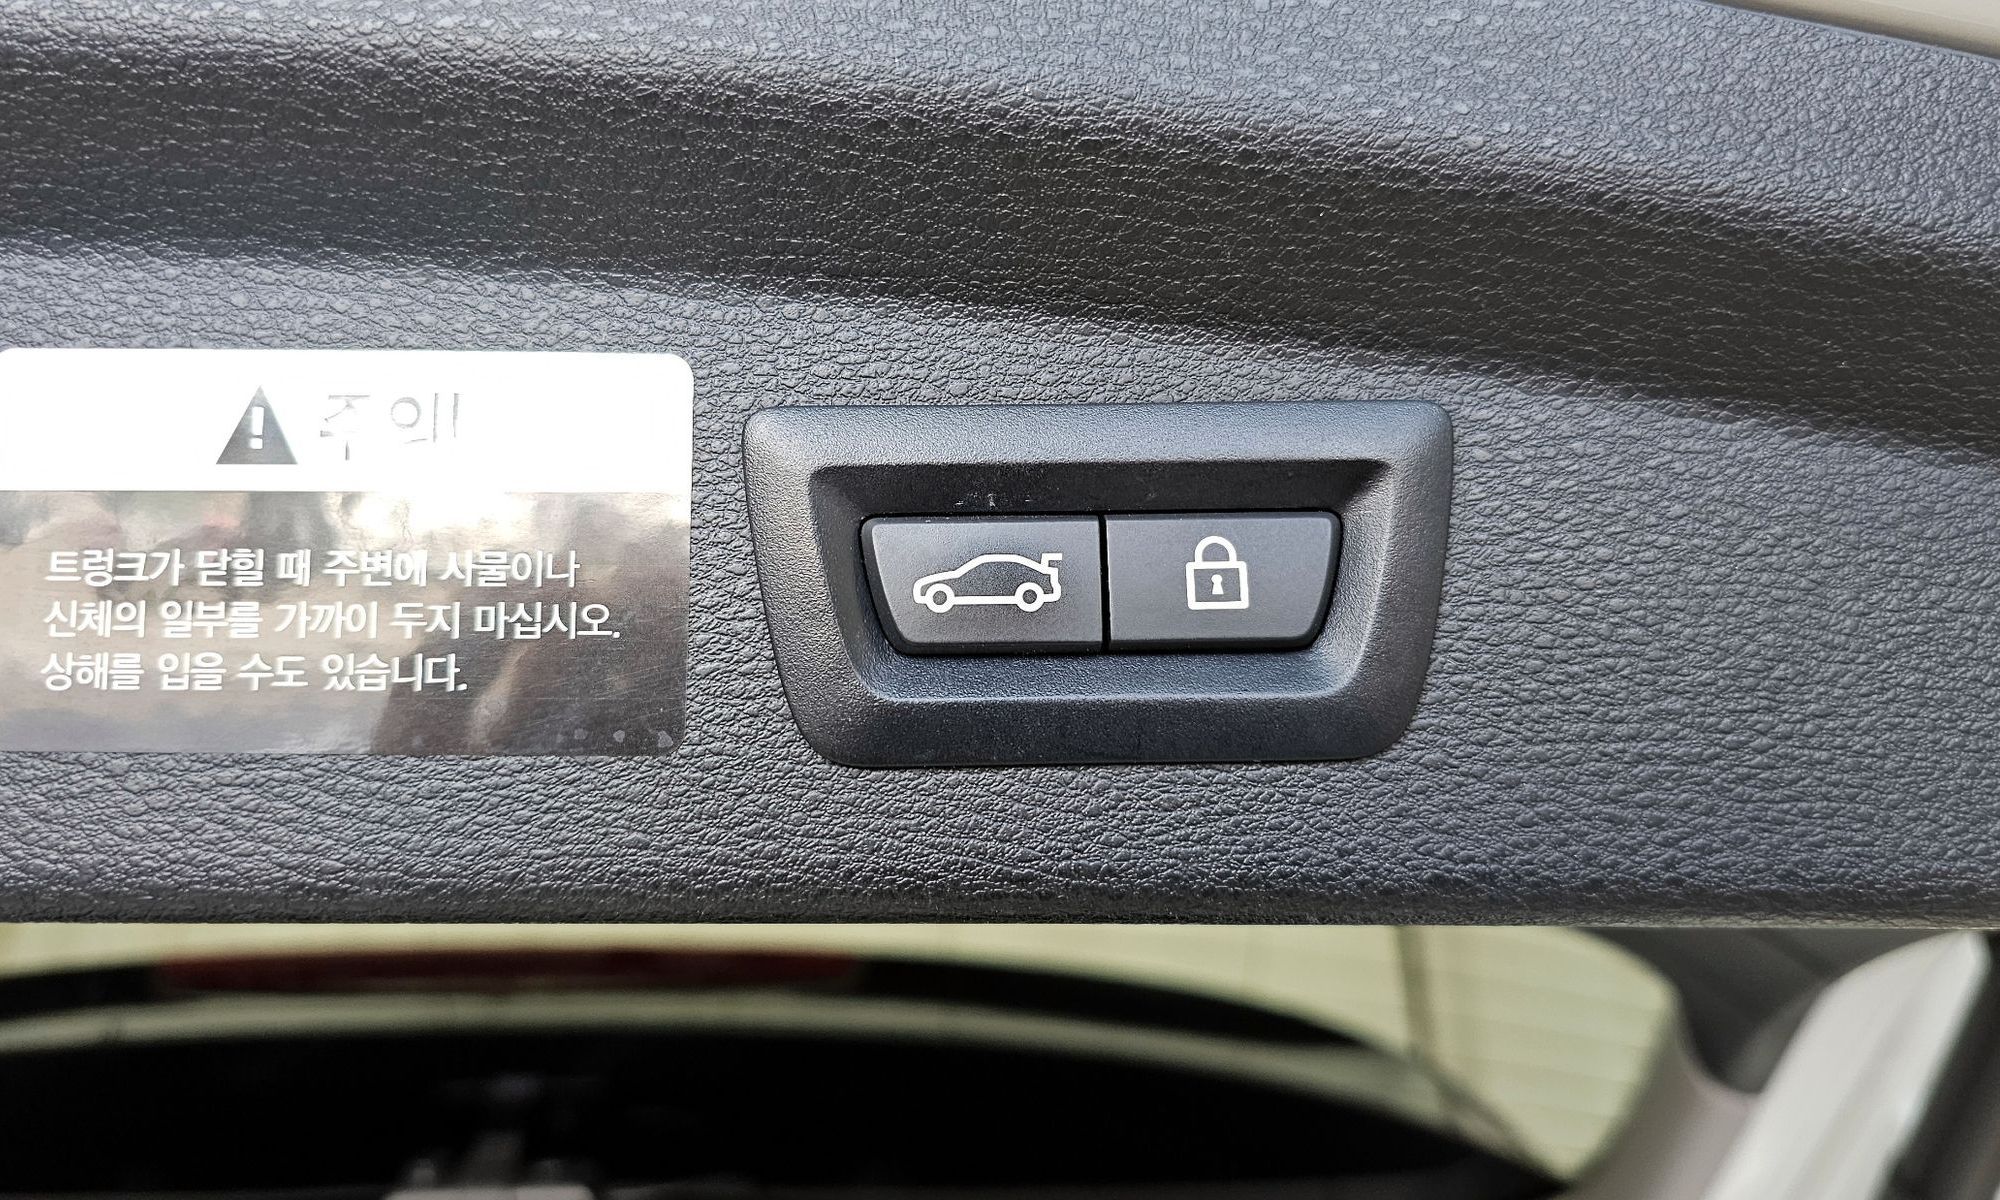 주의!
트렁크가 닫힐 때 주변에 사물이나
신체의 일부를 가까이 두지 마십시오.
상해를 입을 수도 있습니다.